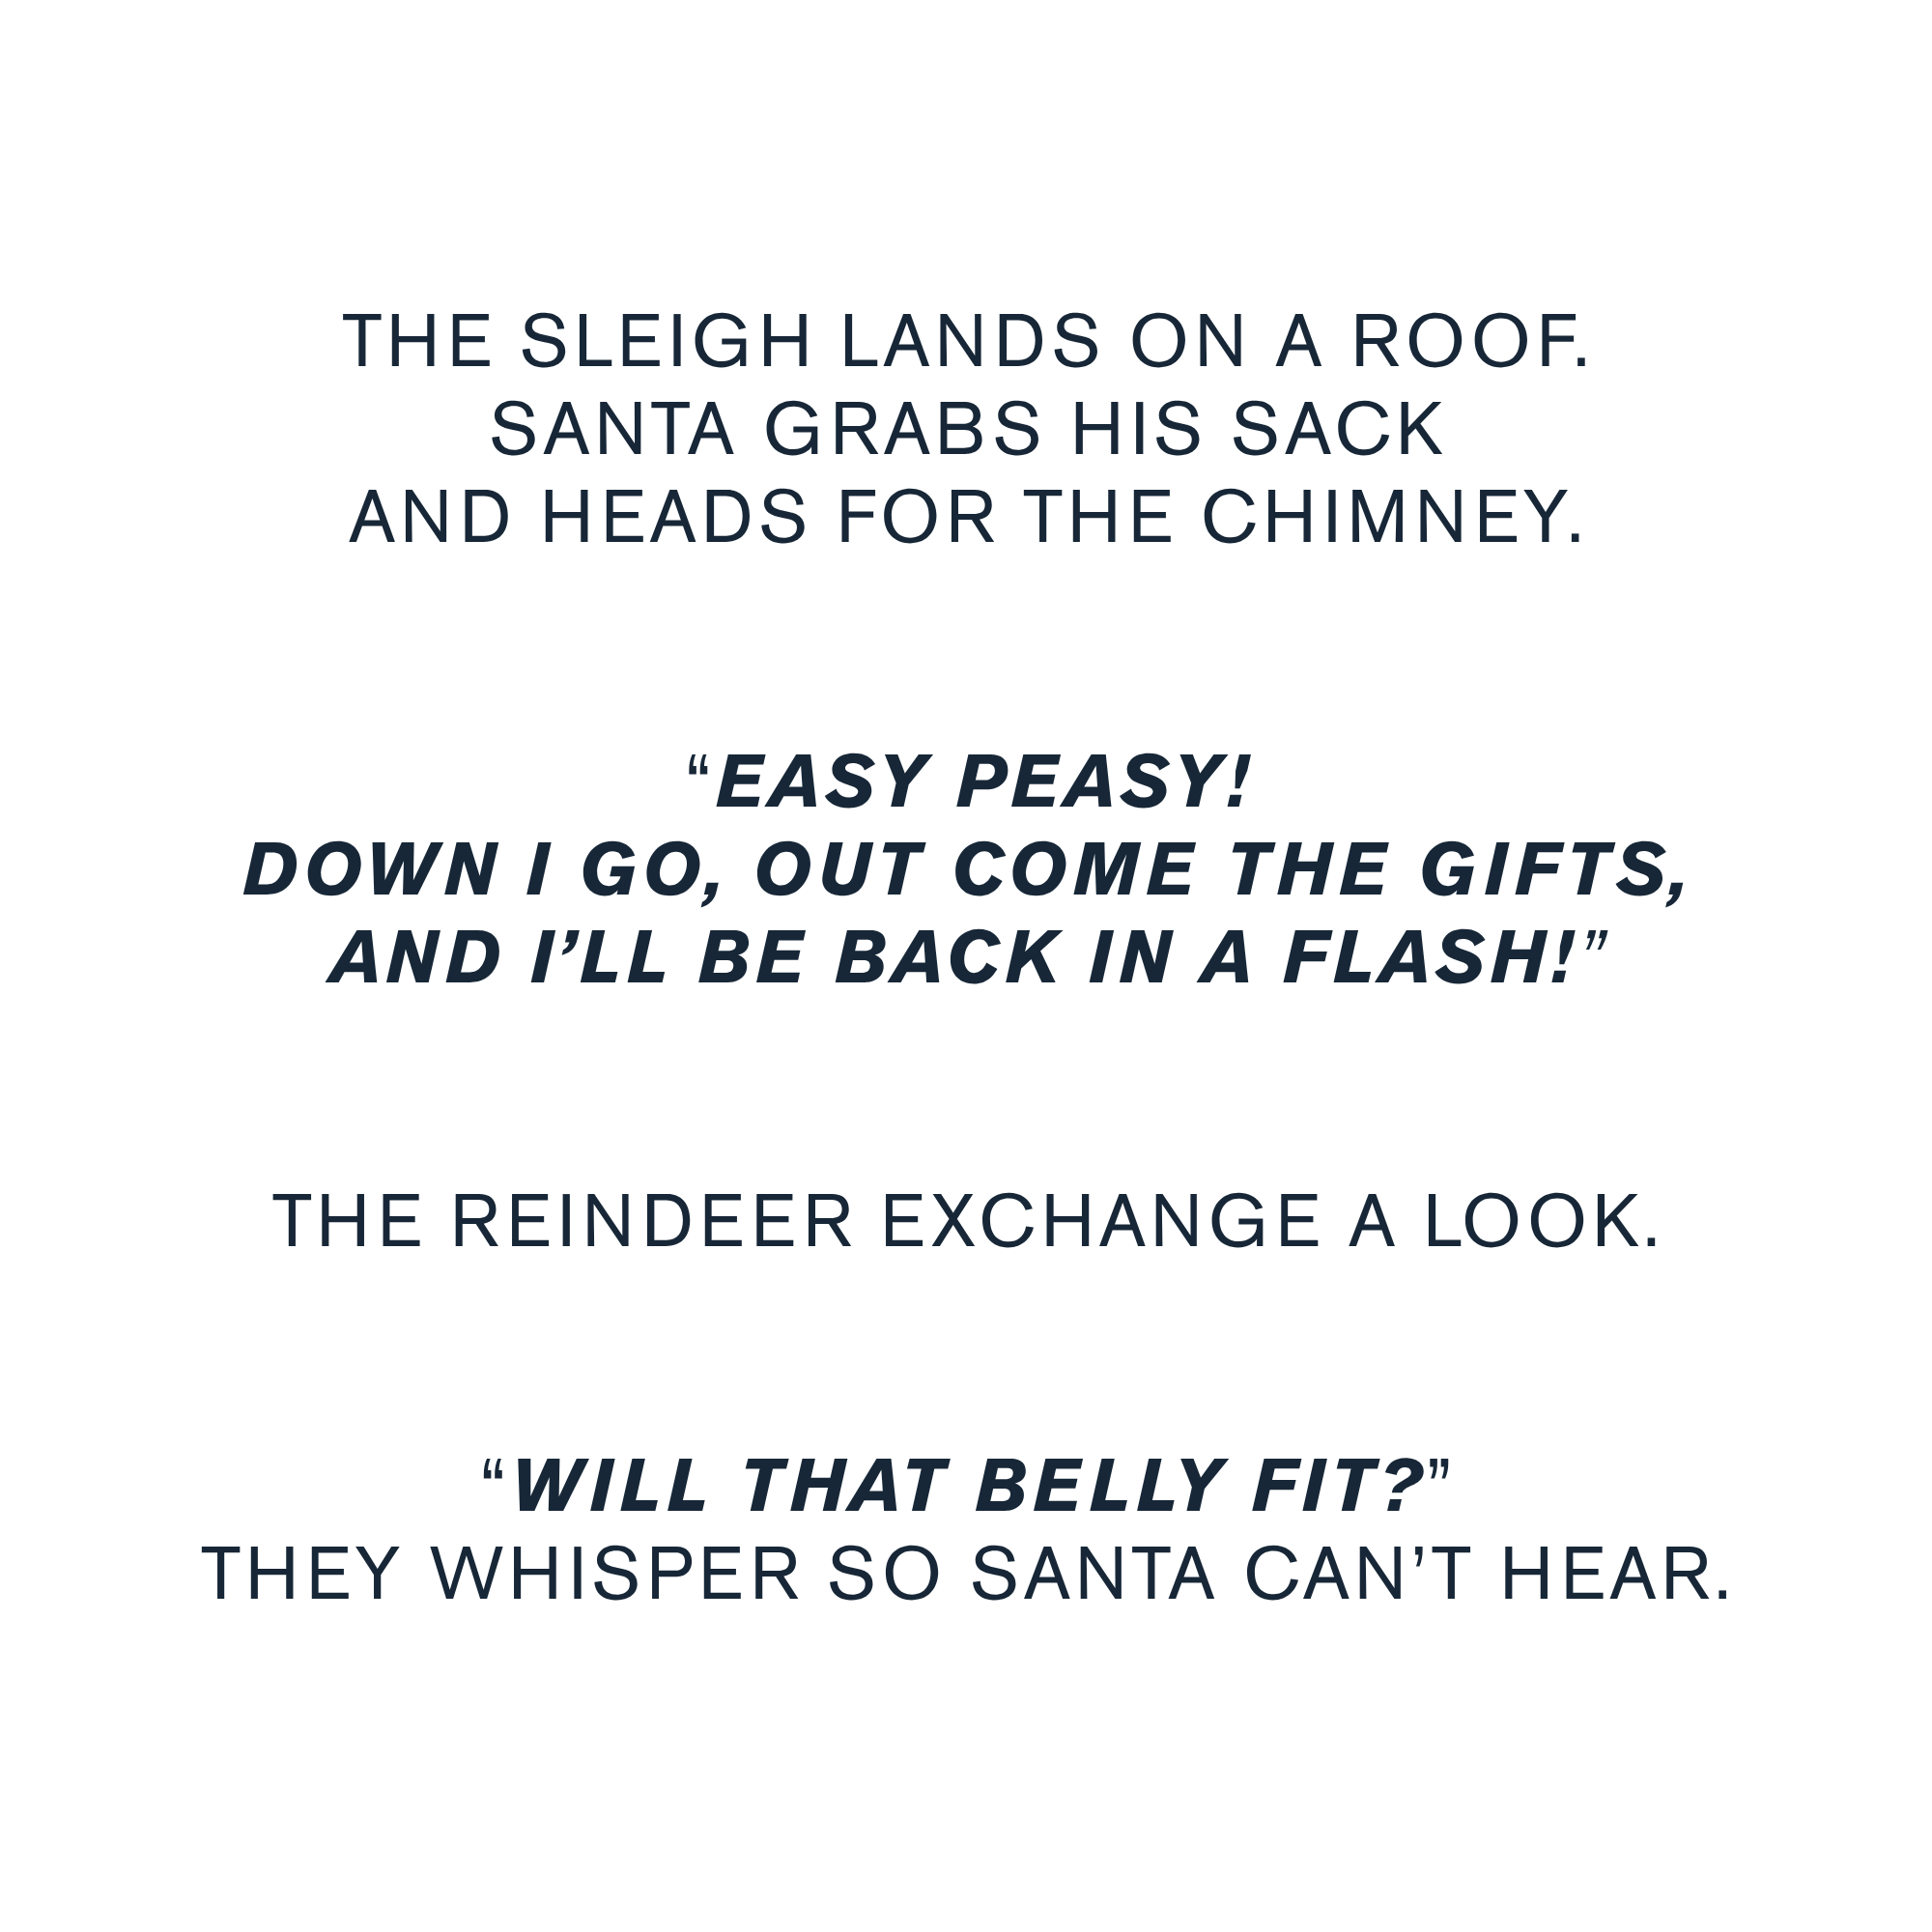 THE SLEIGH LANDS ON A ROOF.
SANTA GRABS HIS SACK
AND HEADS FOR THE CHIMNEY.
“EASY PEASY!
DOWN I GO, OUT COME THE GIFTS,
AND I’LL BE BACK IN A FLASH!”
THE REINDEER EXCHANGE A LOOK.
“WILL THAT BELLY FIT?”
THEY WHISPER SO SANTA CAN’T HEAR.